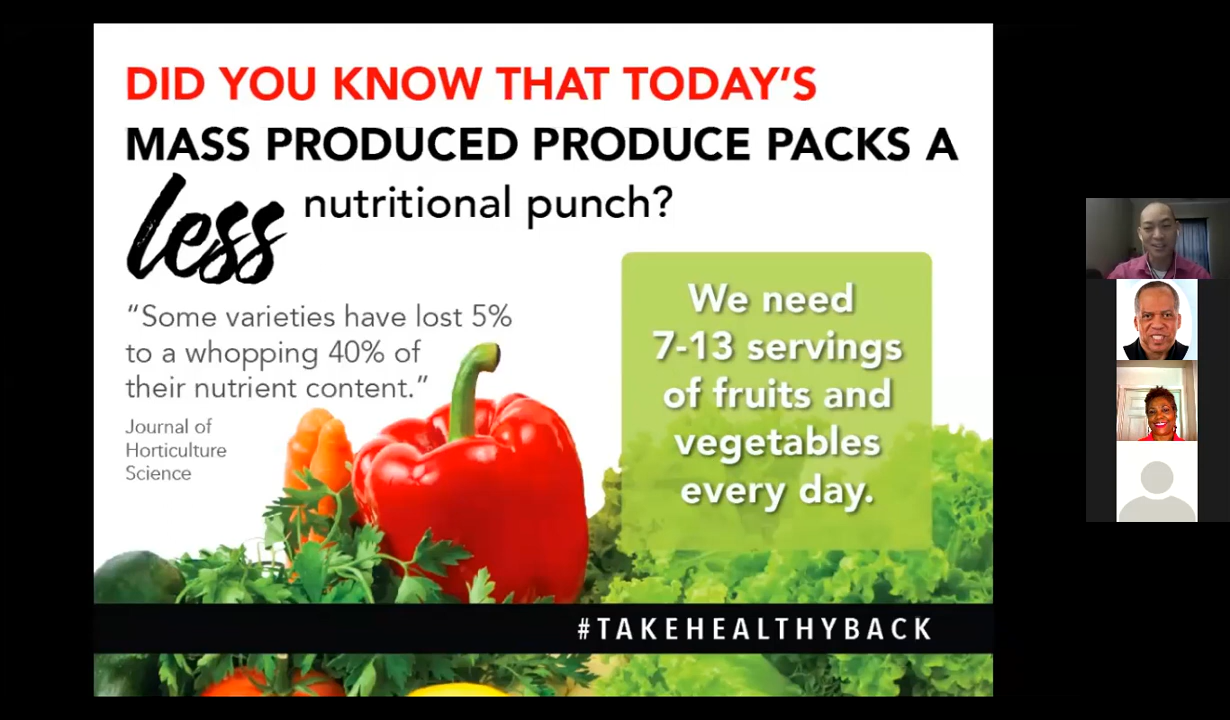 DID YOU KNOW THAT TODAY'S
MASS PRODUCED PRODUCE PACKS A
less nutritional punch?
“Some varieties have lost 5%
to a whopping 40% of
their nutrient content.”
Journal of
Horticulture
Science
We need
7-13 servings
of fruits and
vegetables
every day.
#TAKEHEALTHYBACK